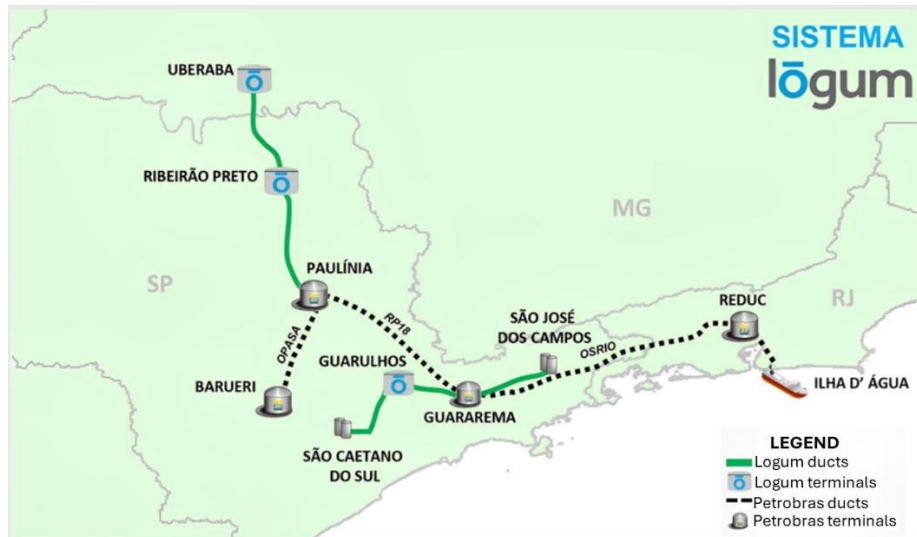 SISTEMA
lōgum
UBERABA
RIBEIRÃO PRETO
MG
SP
PAULÍNIA
RJ
REDUC
SÃO JOSÉ
DOS CAMPOS
RP18
OPASA
OSRIO
GUARULHOS
BARUERI
ILHA D' ÁGUA
GUARAREMA
SÃO CAETANO
DO SUL
LEGEND
Logum ducts
Logum terminals
Petrobras ducts
Petrobras terminals